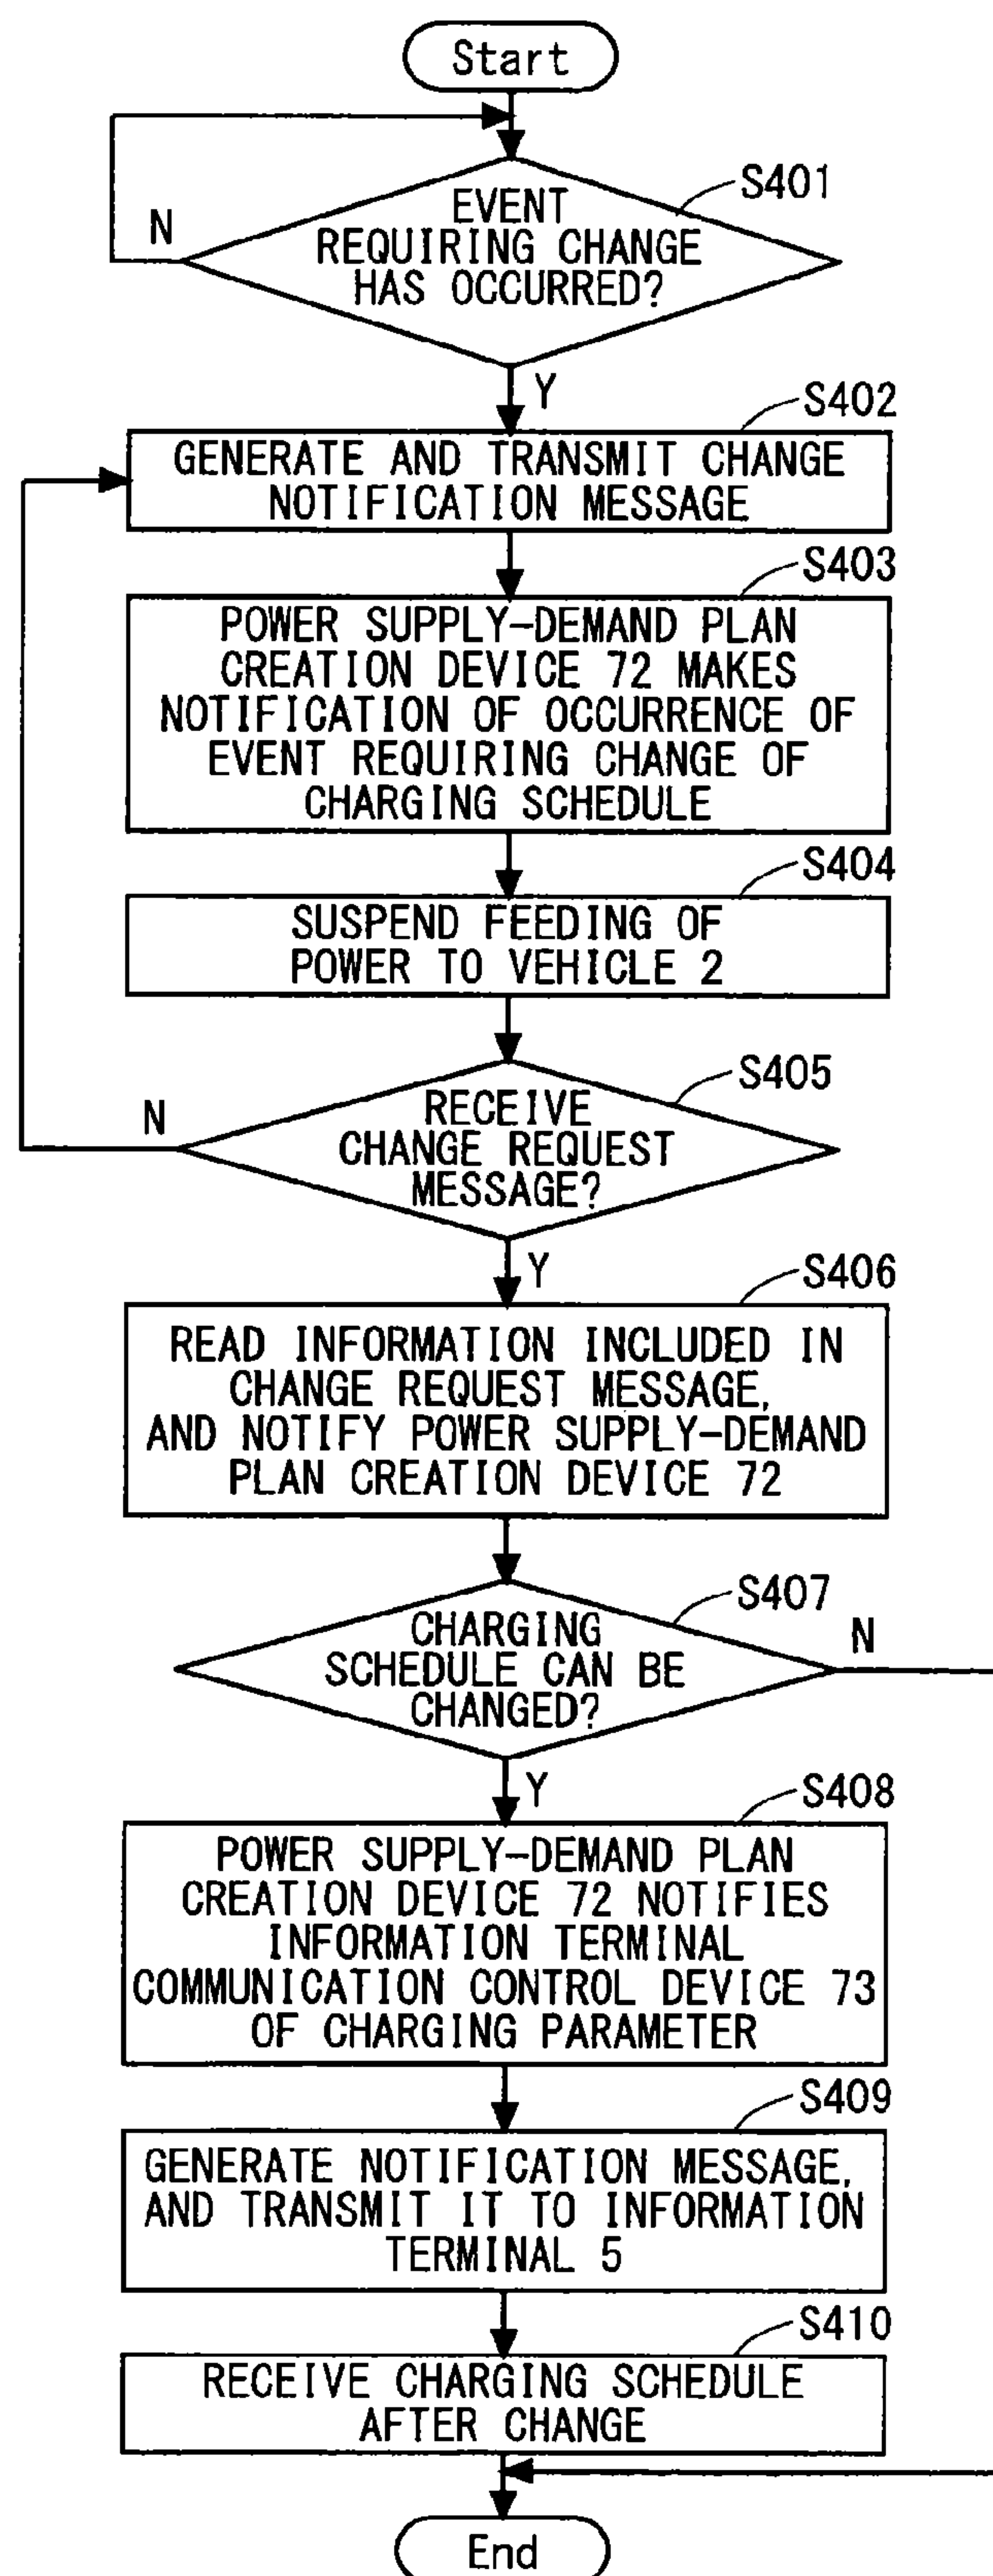 Start
S401
EVENT
REQUIRING CHANGE
HAS OCCURRED?
N
Y
S402
GENERATE AND TRANSMIT CHANGE
NOTIFICATION MESSAGE
S403
POWER SUPPLY-DEMAND PLAN
CREATION DEVICE 72 MAKES
NOTIFICATION OF OCCURRENCE OF
EVENT REQUIRING CHANGE OF
CHARGING SCHEDULE
S404
SUSPEND FEEDING OF
POWER TO VEHICLE 2
S405
RECEIVE
CHANGE REQUEST
MESSAGE?
N
Y
S406
READ INFORMATION INCLUDED IN
CHANGE REQUEST MESSAGE,
AND NOTIFY POWER SUPPLY-DEMAND
PLAN CREATION DEVICE 72
S407
CHARGING
SCHEDULE CAN BE
CHANGED?
N
Y
S408
POWER SUPPLY-DEMAND PLAN
CREATION DEVICE 72 NOTIFIES
INFORMATION TERMINAL
COMMUNICATION CONTROL DEVICE 73
OF CHARGING PARAMETER
S409
GENERATE NOTIFICATION MESSAGE,
AND TRANSMIT IT TO INFORMATION
TERMINAL 5
S410
RECEIVE CHARGING SCHEDULE
AFTER CHANGE
End